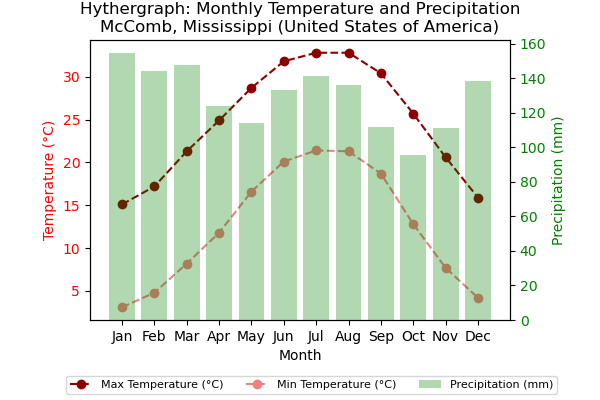 Hythergraph: Monthly Temperature and Precipitation
McComb, Mississippi (United States of America)
Temperature (°C)
30
25
20
15
10
5
160
140
120
100
80
60
40
20
0
Precipitation (mm)
Jan Feb Mar Apr May Jun Jul Aug Sep Oct Nov Dec
Month
Max Temperature (°C) Min Temperature (°C) Precipitation (mm)